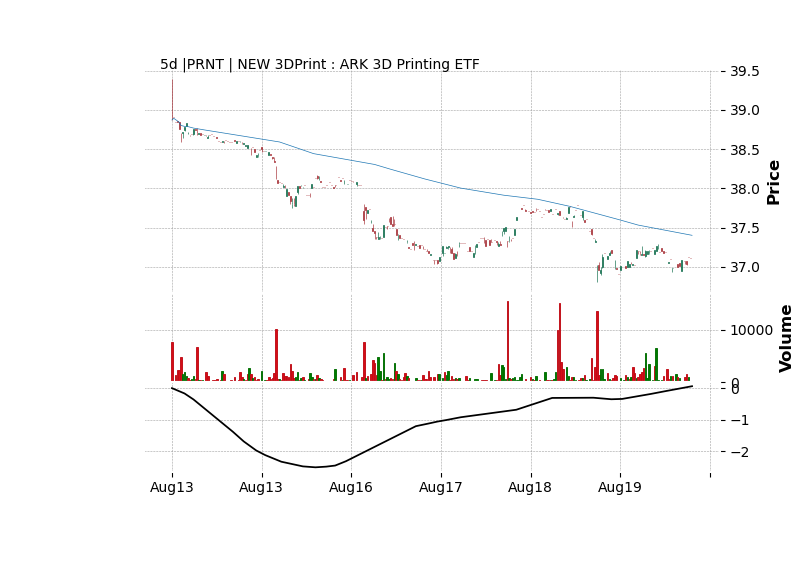 5d |PRNT | NEW 3DPrint : ARK 3D Printing ETF
39.5
39.0
38.5
38.0
37.5
37.0
Price
10000
0
Volume
0
−1
−2
Aug13 Aug13 Aug16 Aug17 Aug18 Aug19